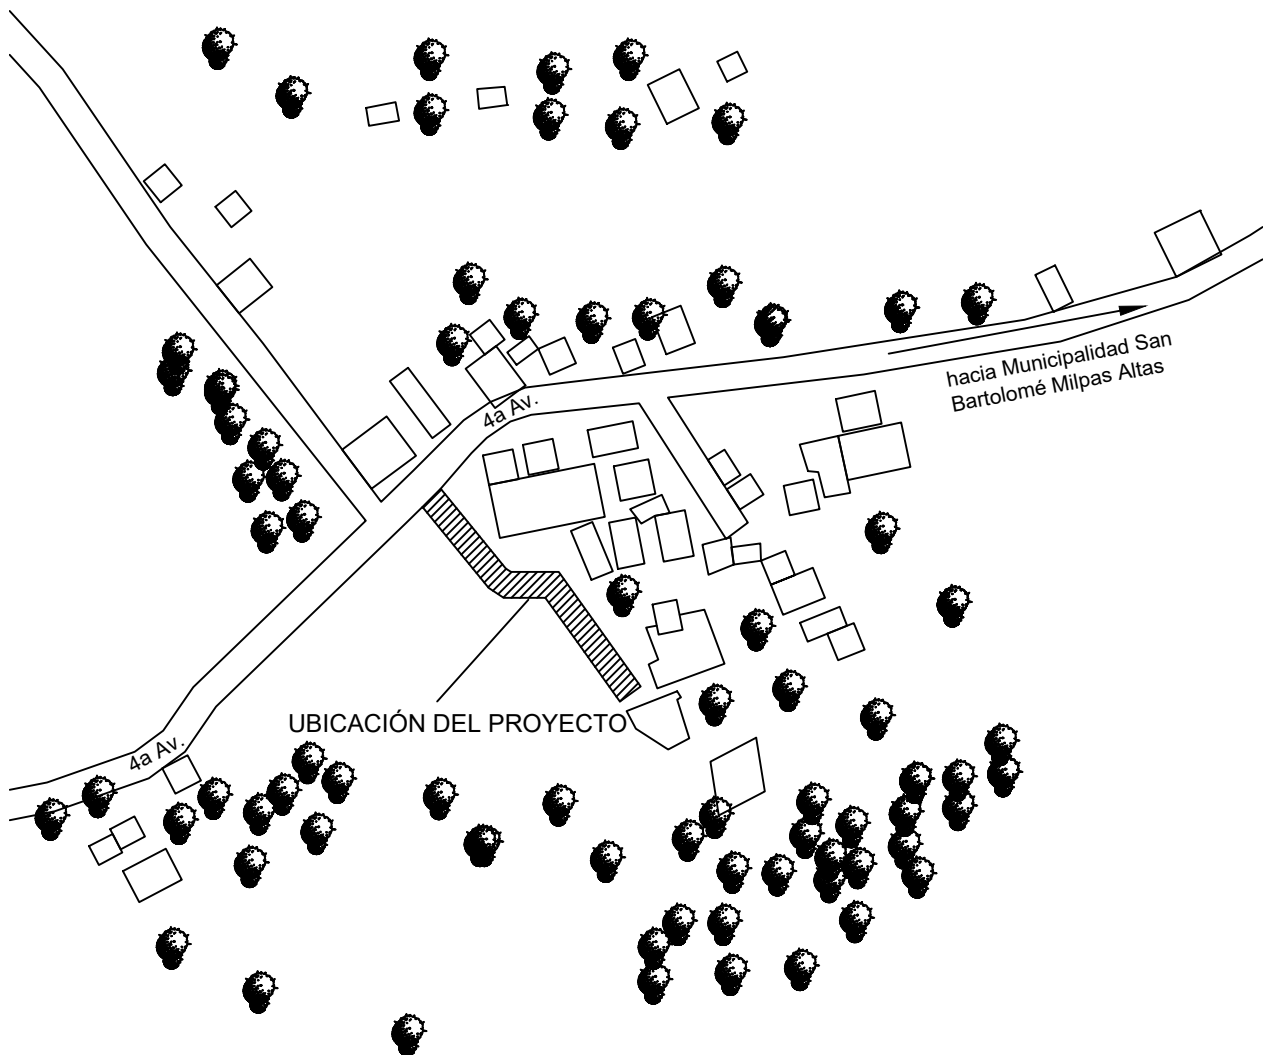 4a Av.
hacia Municipalidad San
Bartolomé Milpas Altas
UBICACIÓN DEL PROYECTO
4a Av.